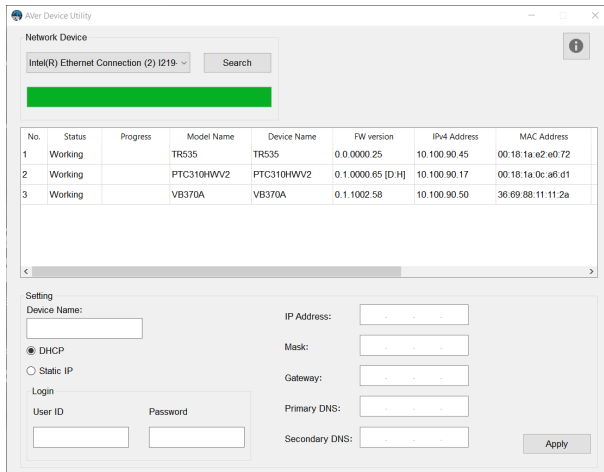 AVer Device Utility
Network Device
Intel(R) Ethernet Connection (2) I219- Search
No. Status Progress Model Name Device Name FW version IPv4 Address MAC Address
1 Working TR535 TR535 0.0.0000.25 10.100.90.45 00:18:1a:e2:e0:72
2 Working PTC310HWV2 PTC310HWV2 0.1.0000.65 [D:H] 10.100.90.17 00:18:1a:0c:a6:d1
3 Working VB370A VB370A 0.1.1002.58 10.100.90.50 36:69:88:11:11:2a
Setting
Device Name:
DHCP
Static IP
Login
User ID Password
IP Address:
Mask:
Gateway:
Primary DNS:
Secondary DNS:
Apply